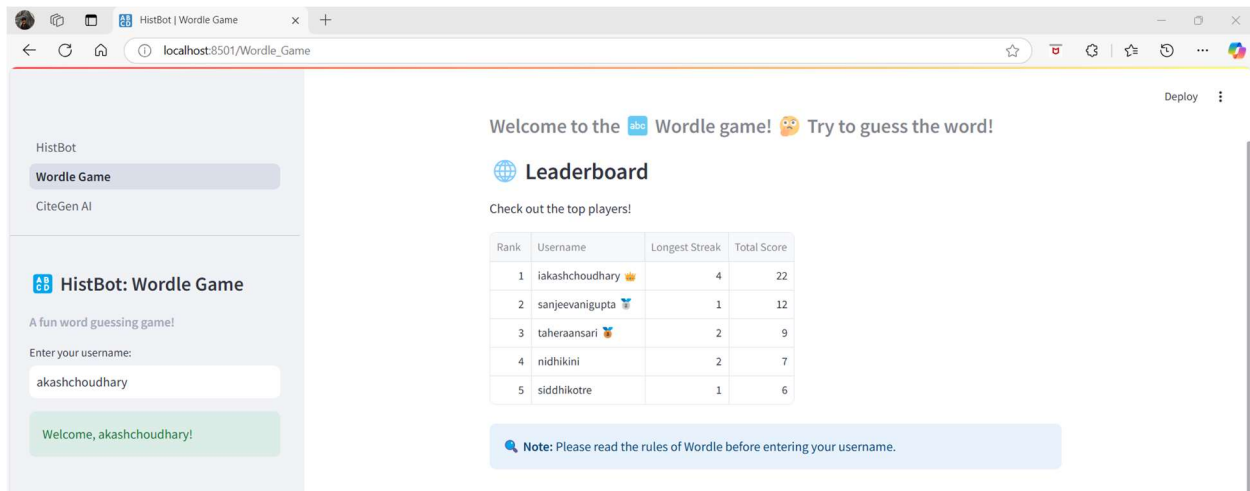 HistBot | Wordle Game
localhost:8501/Wordle_Game
Deploy
HistBot
Wordle Game
CiteGen AI
HistBot: Wordle Game
A fun word guessing game!
Enter your username:
akashchoudhary
Welcome, akashchoudhary!
Welcome to the abc Wordle game! Try to guess the word!
Leaderboard
Check out the top players!
Rank Username Longest Streak Total Score
1 iakashchoudhary 4 22
2 sanjeevanigupta 1 12
3 taheraansari 2 9
4 nidhikini 2 7
5 siddhikotre 1 6
Note: Please read the rules of Wordle before entering your username.